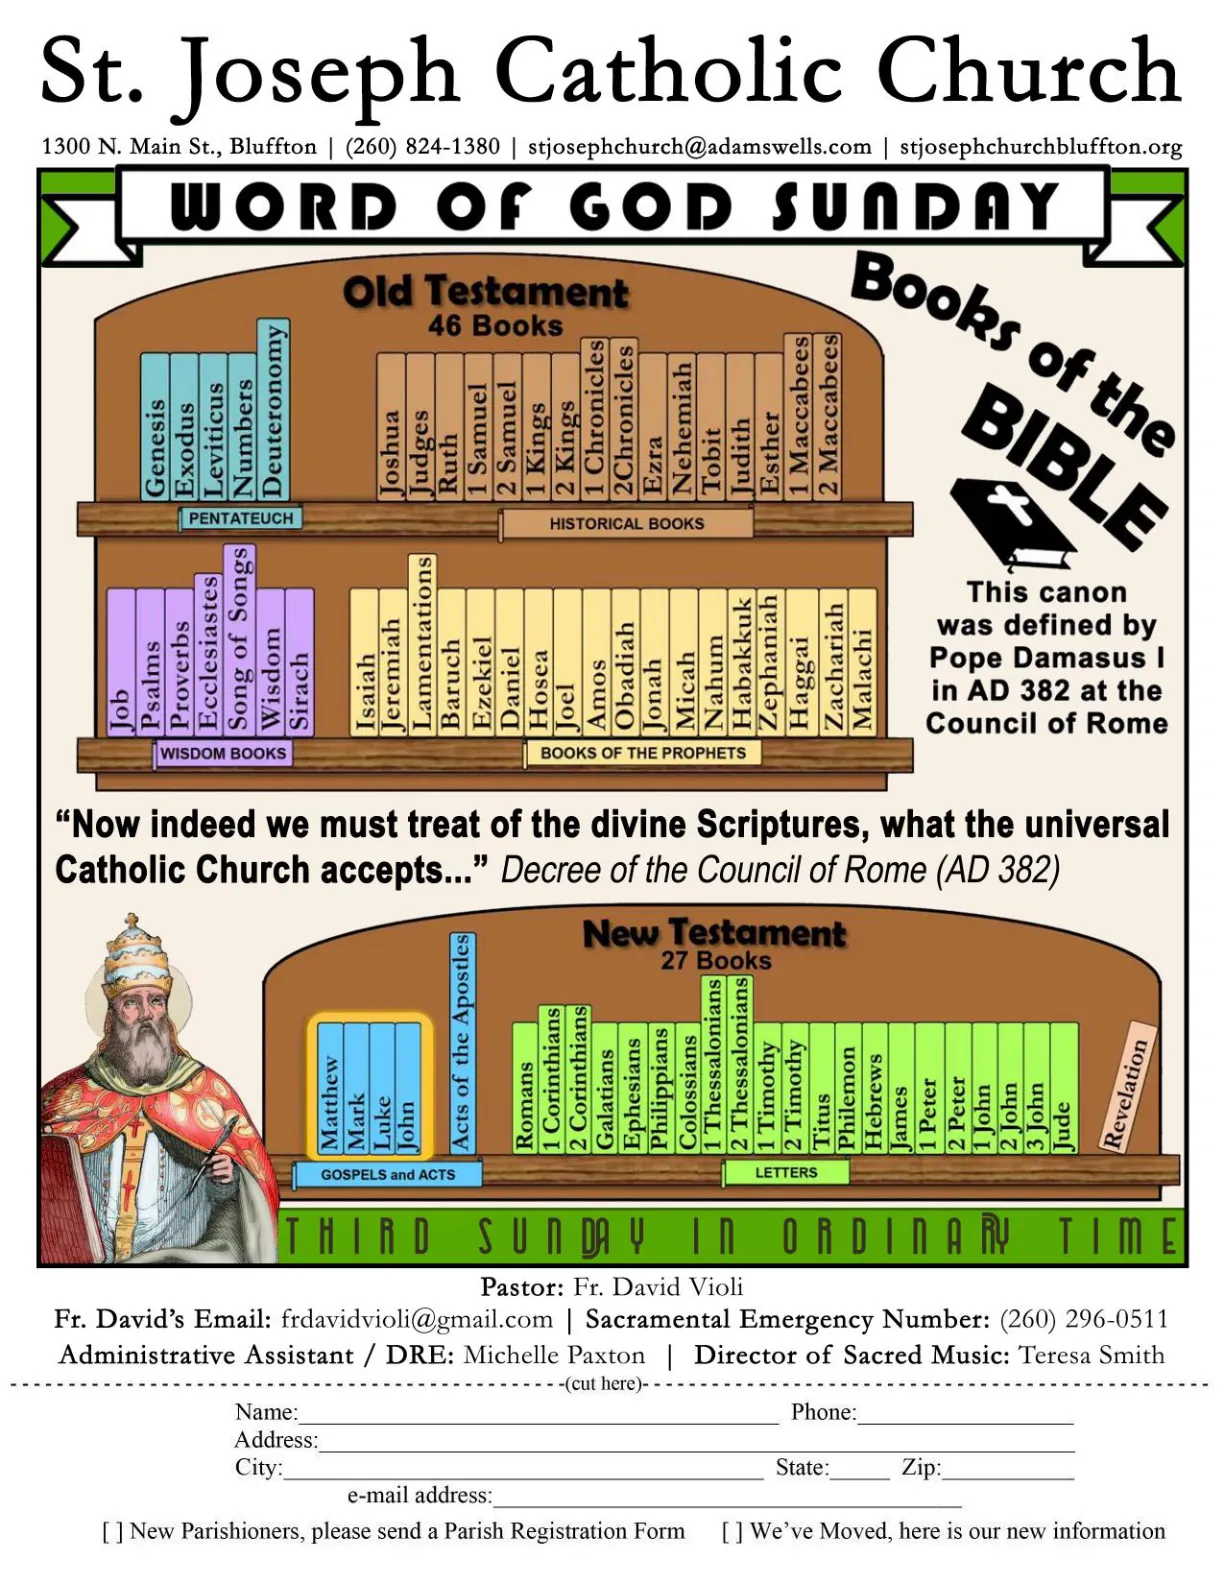 St. Joseph Catholic Church
1300 N. Main St., Bluffton | (260) 824-1380 | stjosephchurch@adamswells.com | stjosephchurchbluffton.org
WORD OF GOD SUNDAY
Books of the
BIBLE
Old Testament
46 Books
Genesis
Exodus
Leviticus
Numbers
Deuteronomy
Joshua
Judges
Ruth
1 Samuel
2 Samuel
1 Kings
2 Kings
1 Chronicles
2Chronicles
Ezra
Nehemiah
Tobit
Judith
Esther
1 Maccabees
2 Maccabees
PENTATEUCH
HISTORICAL BOOKS
Job
Psalms
Proverbs
Ecclesiastes
Song of Songs
Wisdom
Sirach
Isaiah
Jeremiah
Lamentations
Baruch
Ezekiel
Daniel
Hosea
Joel
Amos
Obadiah
Jonah
Micah
Nahum
Habakkuk
Zephaniah
Haggai
Zachariah
Malachi
WISDOM BOOKS
BOOKS OF THE PROPHETS
This canon
was defined by
Pope Damasus I
in AD 382 at the
Council of Rome
“Now indeed we must treat of the divine Scriptures, what the universal
Catholic Church accepts...” Decree of the Council of Rome (AD 382)
New Testament
27 Books
Matthew
Mark
Luke
John
Acts of the Apostles
Romans
1 Corinthians
2 Corinthians
Galatians
Ephesians
Philippians
Colossians
1 Thessalonians
2 Thessalonians
1 Timothy
2 Timothy
Titus
Philemon
Hebrews
James
1 Peter
2 Peter
1 John
2 John
3 John
Jude
Revelation
GOSPELS and ACTS
LETTERS
THIRD SUNDAY IN ORDINARY TIME
Pastor: Fr. David Violi
Fr. David’s Email: frdavidvioli@gmail.com | Sacramental Emergency Number: (260) 296-0511
Administrative Assistant / DRE: Michelle Paxton | Director of Sacred Music: Teresa Smith
(cut here)
Name: Phone:
Address:
City: State: Zip:
e-mail address:
[ ] New Parishioners, please send a Parish Registration Form [ ] We’ve Moved, here is our new information